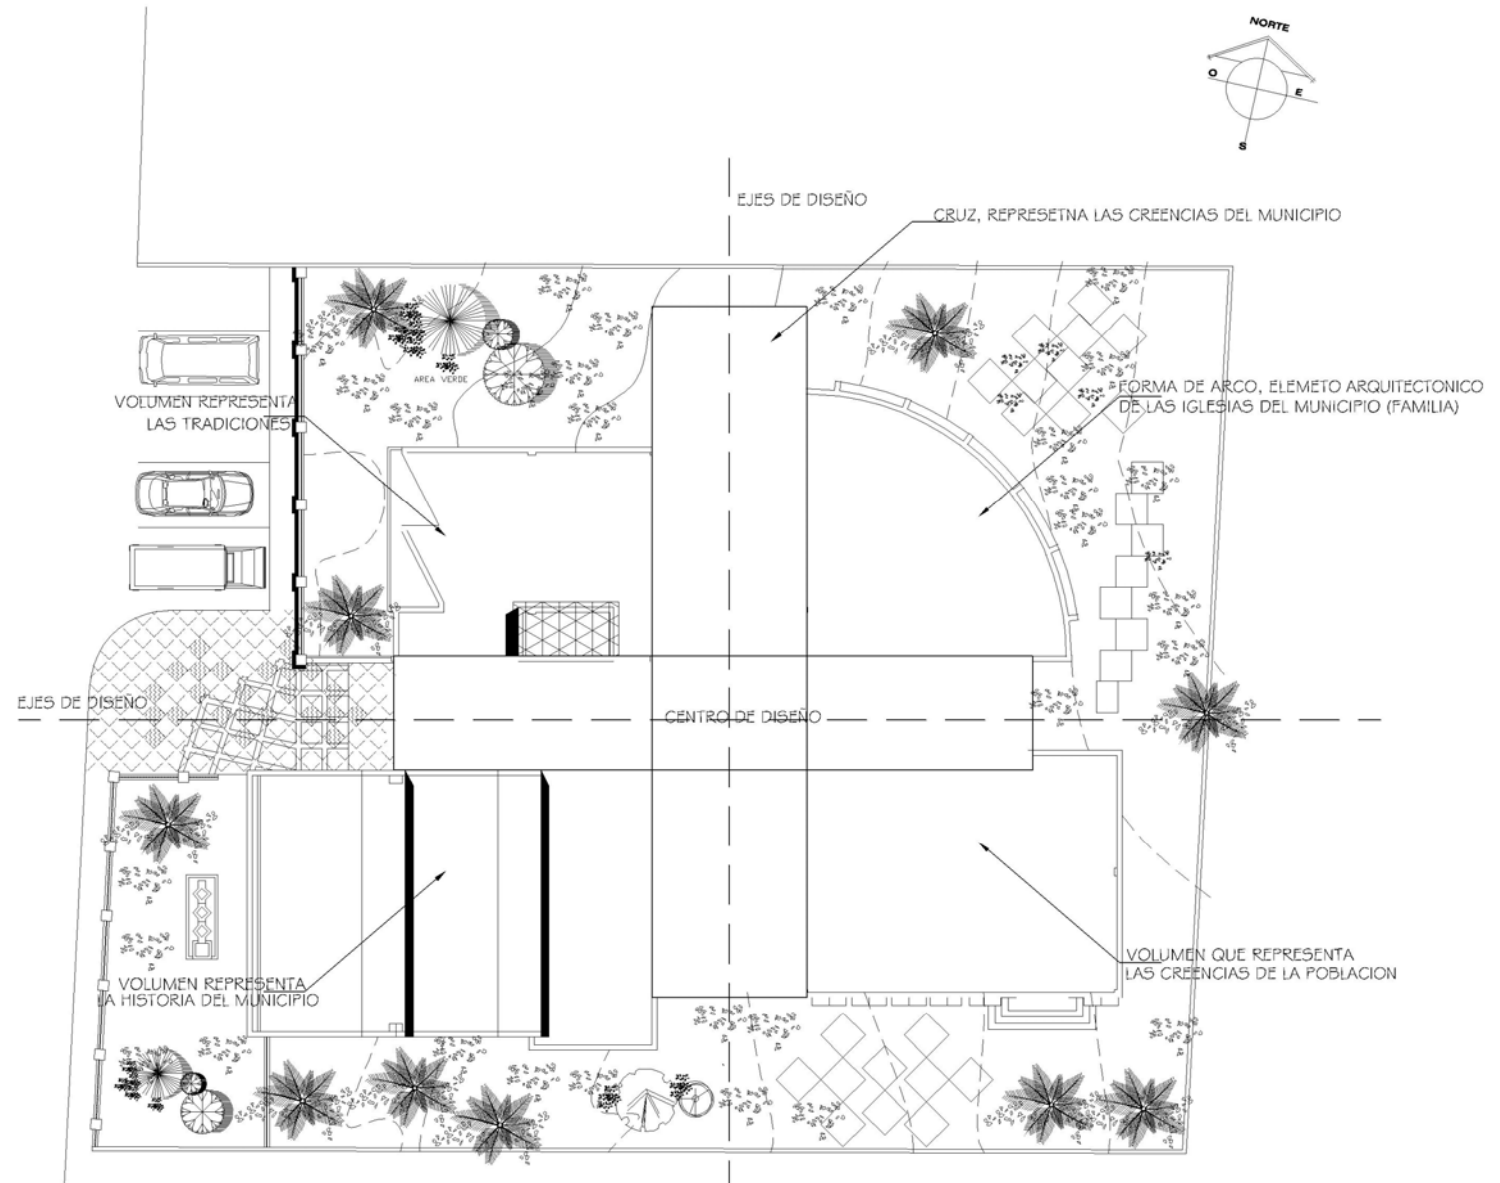 NORTE
O
E
S
EJES DE DISEÑO
CRUZ, REPRESETNA LAS CREENCIAS DEL MUNICIPIO
AREA VERDE
VOLUMEN REPRESENTA
LAS TRADICIONES
FORMA DE ARCO, ELEMETO ARQUITECTONICO
DE LAS IGLESIAS DEL MUNICIPIO (FAMILIA)
EJES DE DISEÑO
CENTRO DE DISEÑO
VOLUMEN REPRESENTA
LA HISTORIA DEL MUNICIPIO
VOLUMEN QUE REPRESENTA
LAS CREENCIAS DE LA POBLACION